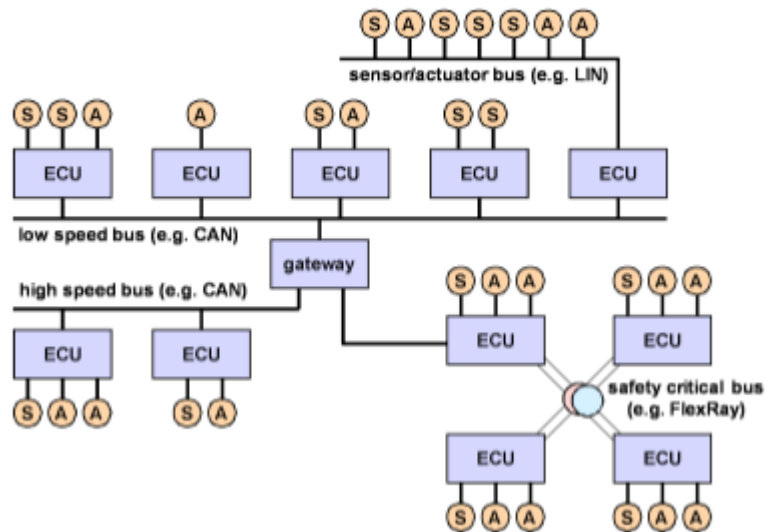 S A S S S A A
sensor/actuator bus (e.g. LIN)
S S A A S A S S
ECU ECU ECU ECU ECU
low speed bus (e.g. CAN)
gateway
high speed bus (e.g. CAN)
S A A S A A
ECU ECU ECU ECU
S A A S A
safety critical bus
(e.g. FlexRay)
ECU ECU
S A A S A A